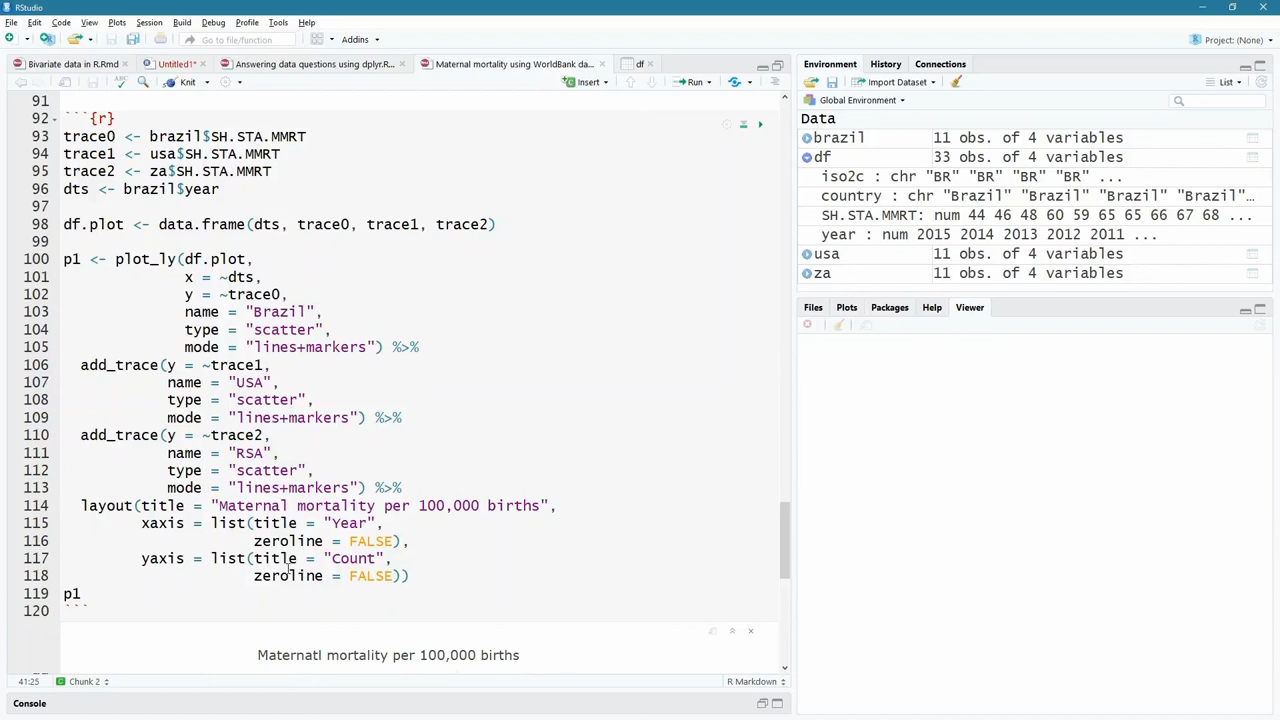 RStudio
File Edit Code View Plots Session Build Debug Profile Tools Help
Go to file/function Addins Project: (None)
Bivariate data in R.Rmd Untitled1* Answering data questions using dplyr.R... Maternal mortality using WorldBank da... df
Knit Insert Run
91
92 ```{r}
93 trace0 <- brazil$SH.STA.MMRT
94 trace1 <- usa$SH.STA.MMRT
95 trace2 <- za$SH.STA.MMRT
96 dts <- brazil$year
97
98 df.plot <- data.frame(dts, trace0, trace1, trace2)
99
100 p1 <- plot_ly(df.plot,
101 x = ~dts,
102 y = ~trace0,
103 name = "Brazil",
104 type = "scatter",
105 mode = "lines+markers") %>%
106 add_trace(y = ~trace1,
107 name = "USA",
108 type = "scatter",
109 mode = "lines+markers") %>%
110 add_trace(y = ~trace2,
111 name = "RSA",
112 type = "scatter",
113 mode = "lines+markers") %>%
114 layout(title = "Maternal mortality per 100,000 births",
115 xaxis = list(title = "Year",
116 zeroline = FALSE),
117 yaxis = list(title = "Count",
118 zeroline = FALSE))
119 p1
120 ```
Maternatl mortality per 100,000 births
41:25 Chunk 2 R Markdown
Console
Environment History Connections
Import Dataset List
Global Environment
Data
brazil 11 obs. of 4 variables
df 33 obs. of 4 variables
iso2c : chr "BR" "BR" "BR" "BR" ...
country : chr "Brazil" "Brazil" "Brazil" "Brazil"...
SH.STA.MMRT: num 44 46 48 60 59 65 65 66 67 68 ...
year : num 2015 2014 2013 2012 2011 ...
usa 11 obs. of 4 variables
za 11 obs. of 4 variables
Files Plots Packages Help Viewer